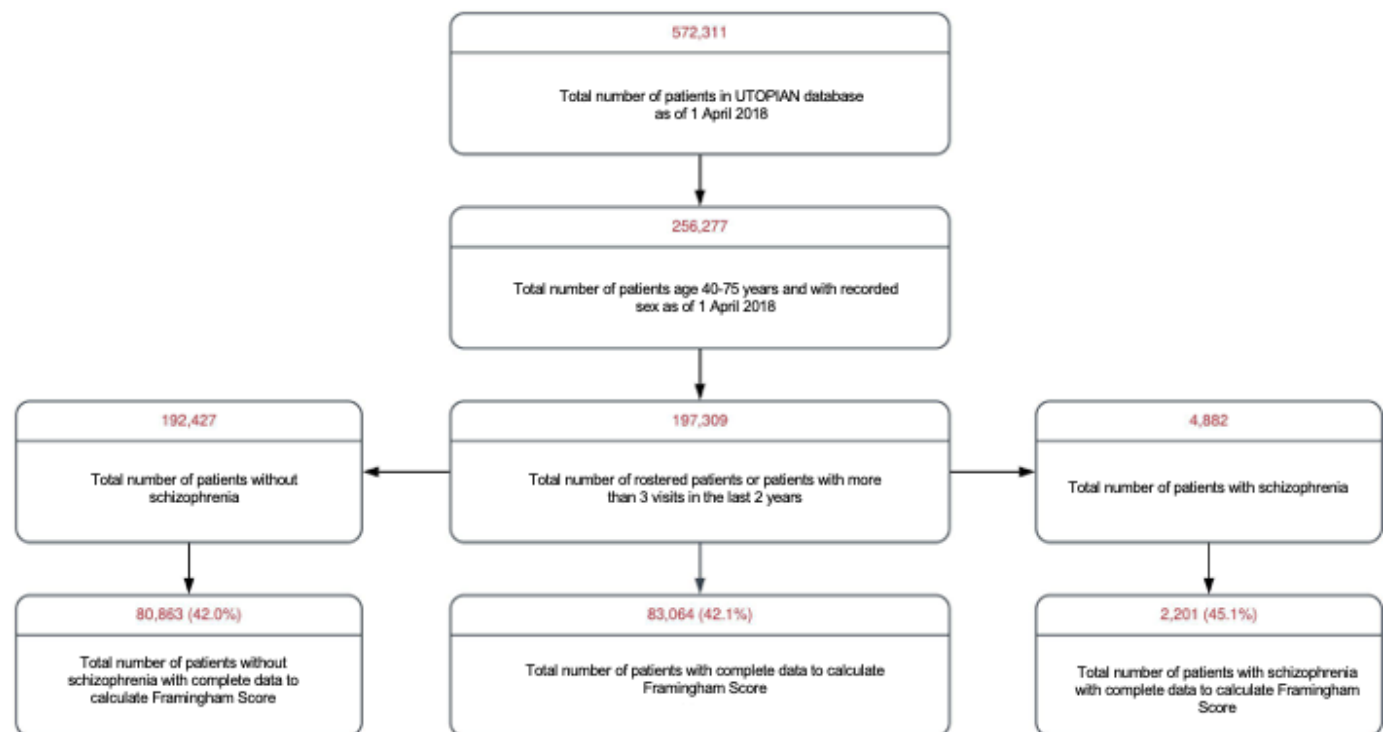 572,311
Total number of patients in UTOPIAN database
as of 1 April 2018
256,277
Total number of patients age 40-75 years and with recorded
sex as of 1 April 2018
192,427
Total number of patients without
schizophrenia
197,309
Total number of rostered patients or patients with more
than 3 visits in the last 2 years
4,882
Total number of patients with schizophrenia
80,863 (42.0%)
Total number of patients without
schizophrenia with complete data to
calculate Framingham Score
83,064 (42.1%)
Total number of patients with complete data to calculate
Framingham Score
2,201 (45.1%)
Total number of patients with schizophrenia
with complete data to calculate Framingham
Score